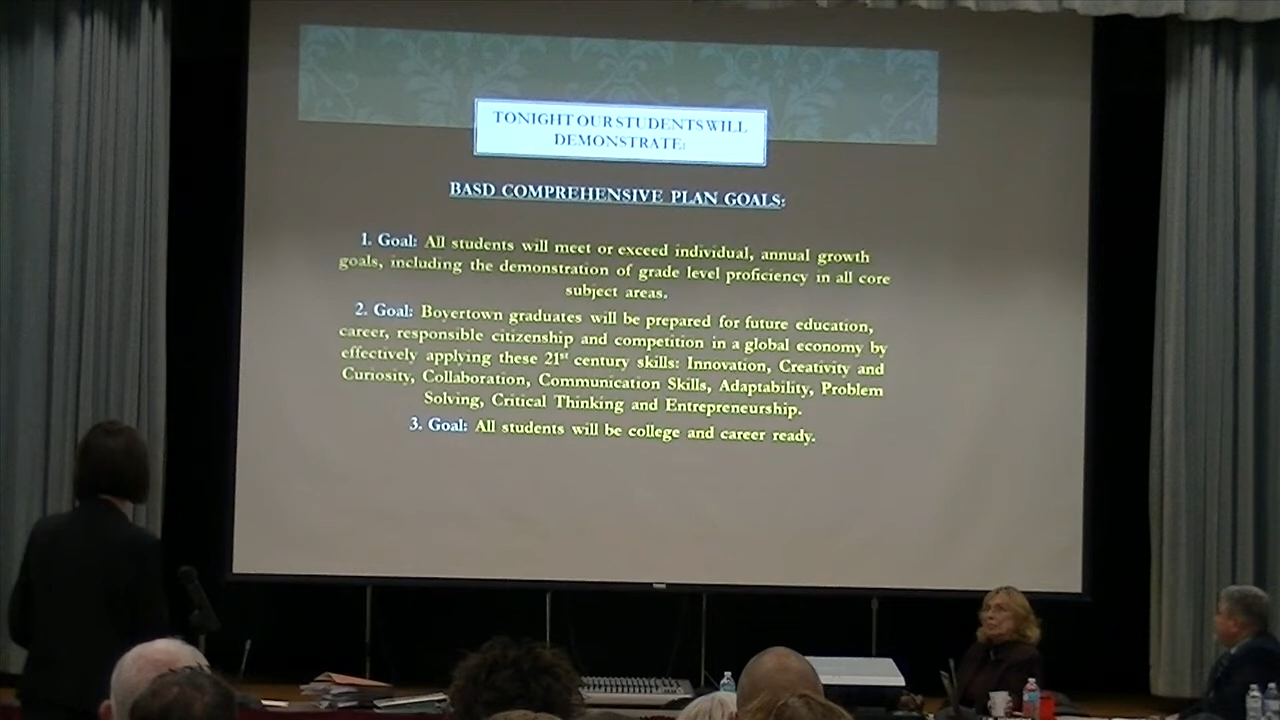 TONIGHT OUR STUDENTS WILL
DEMONSTRATE:
BASD COMPREHENSIVE PLAN GOALS:
1. Goal: All students will meet or exceed individual, annual growth
goals, including the demonstration of grade level proficiency in all core
subject areas.
2. Goal: Boyertown graduates will be prepared for future education,
career, responsible citizenship and competition in a global economy by
effectively applying these 21st century skills: Innovation, Creativity and
Curiosity, Collaboration, Communication Skills, Adaptability, Problem
Solving, Critical Thinking and Entrepreneurship.
3. Goal: All students will be college and career ready.